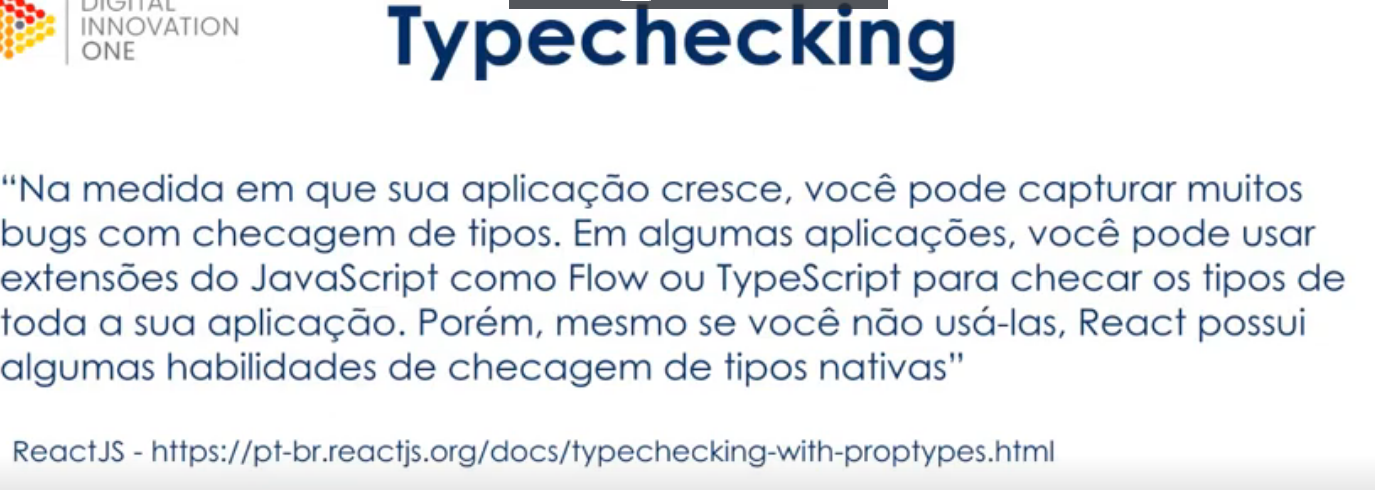 DIGITAL
INNOVATION
ONE
Typechecking
“Na medida em que sua aplicação cresce, você pode capturar muitos
bugs com checagem de tipos. Em algumas aplicações, você pode usar
extensões do JavaScript como Flow ou TypeScript para checar os tipos de
toda a sua aplicação. Porém, mesmo se você não usá-las, React possui
algumas habilidades de checagem de tipos nativas”
ReactJS - https://pt-br.reactjs.org/docs/typechecking-with-proptypes.html